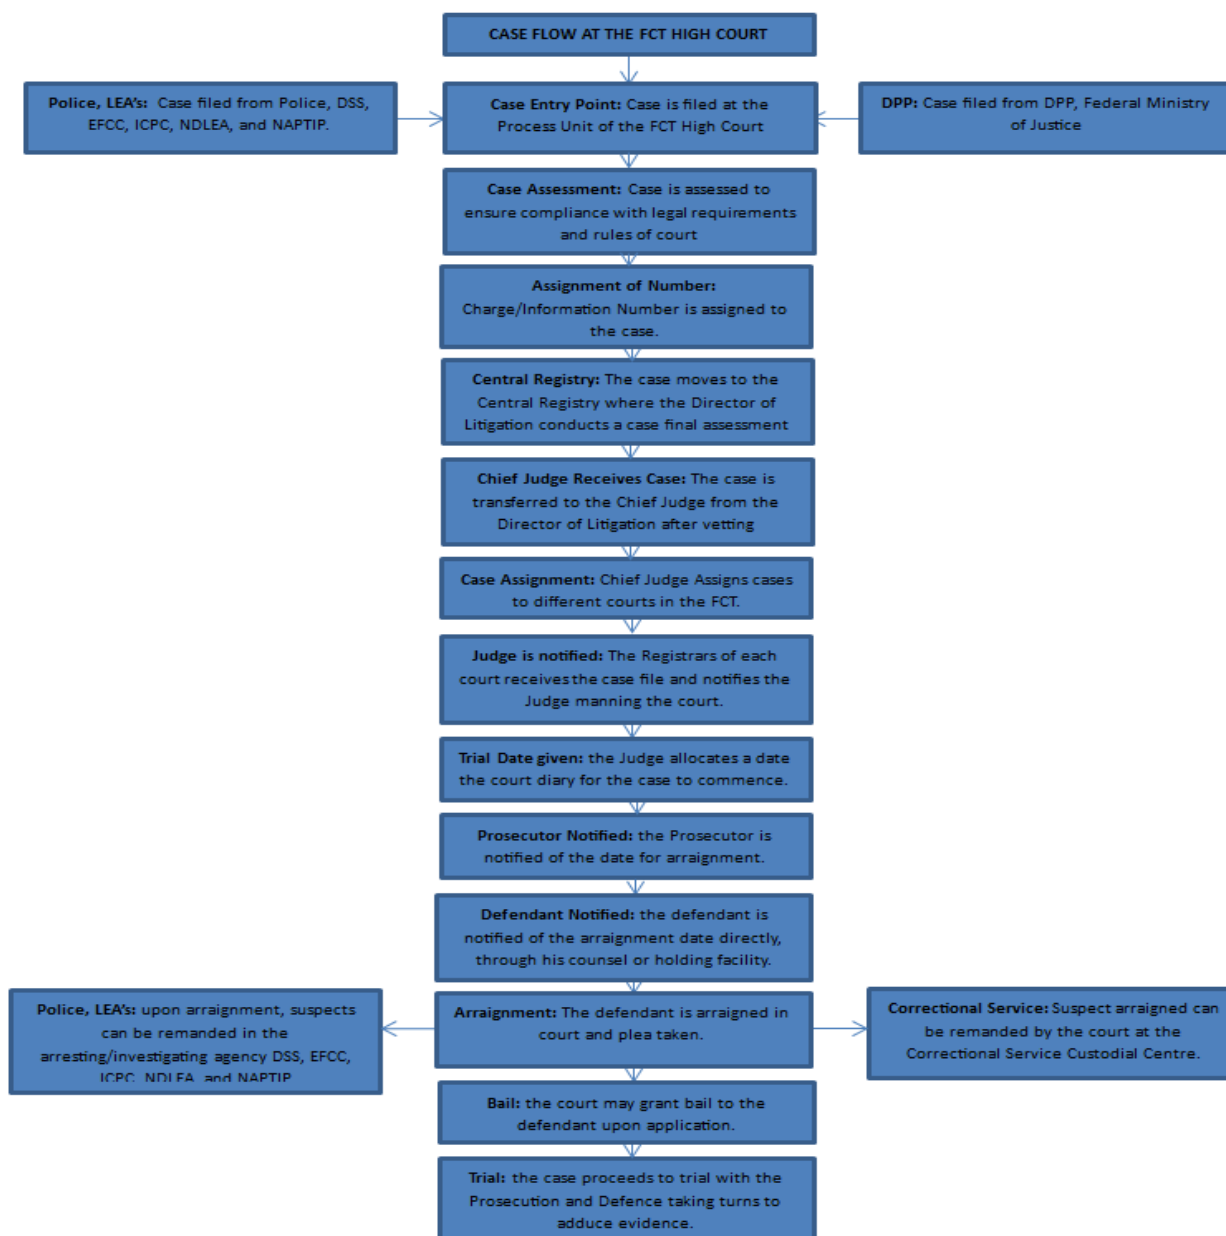 CASE FLOW AT THE FCT HIGH COURT
Police, LEA's: Case filed from Police, DSS,
EFCC, ICPC, NDLEA, and NAPTIP.
Case Entry Point: Case is filed at the
Process Unit of the FCT High Court
DPP: Case filed from DPP, Federal Ministry
of Justice
Case Assessment: Case is assessed to
ensure compliance with legal requirements
and rules of court
Assignment of Number:
Charge/Information Number is assigned to
the case.
Central Registry: The case moves to the
Central Registry where the Director of
Litigation conducts a case final assessment
Chief Judge Receives Case: The case is
transferred to the Chief Judge from the
Director of Litigation after vetting
Case Assignment: Chief Judge Assigns cases
to different courts in the FCT.
Judge is notified: The Registrars of each
court receives the case file and notifies the
Judge manning the court.
Trial Date given: the Judge allocates a date
the court diary for the case to commence.
Prosecutor Notified: the Prosecutor is
notified of the date for arraignment.
Defendant Notified: the defendant is
notified of the arraignment date directly,
through his counsel or holding facility.
Police, LEA's: upon arraignment, suspects
can be remanded in the
arresting/investigating agency DSS, EFCC,
ICPC, NDLEA, and NAPTIP
Arraignment: The defendant is arraigned in
court and plea taken.
Correctional Service: Suspect arraigned can
be remanded by the court at the
Correctional Service Custodial Centre.
Bail: the court may grant bail to the
defendant upon application.
Trial: the case proceeds to trial with the
Prosecution and Defence taking turns to
adduce evidence.